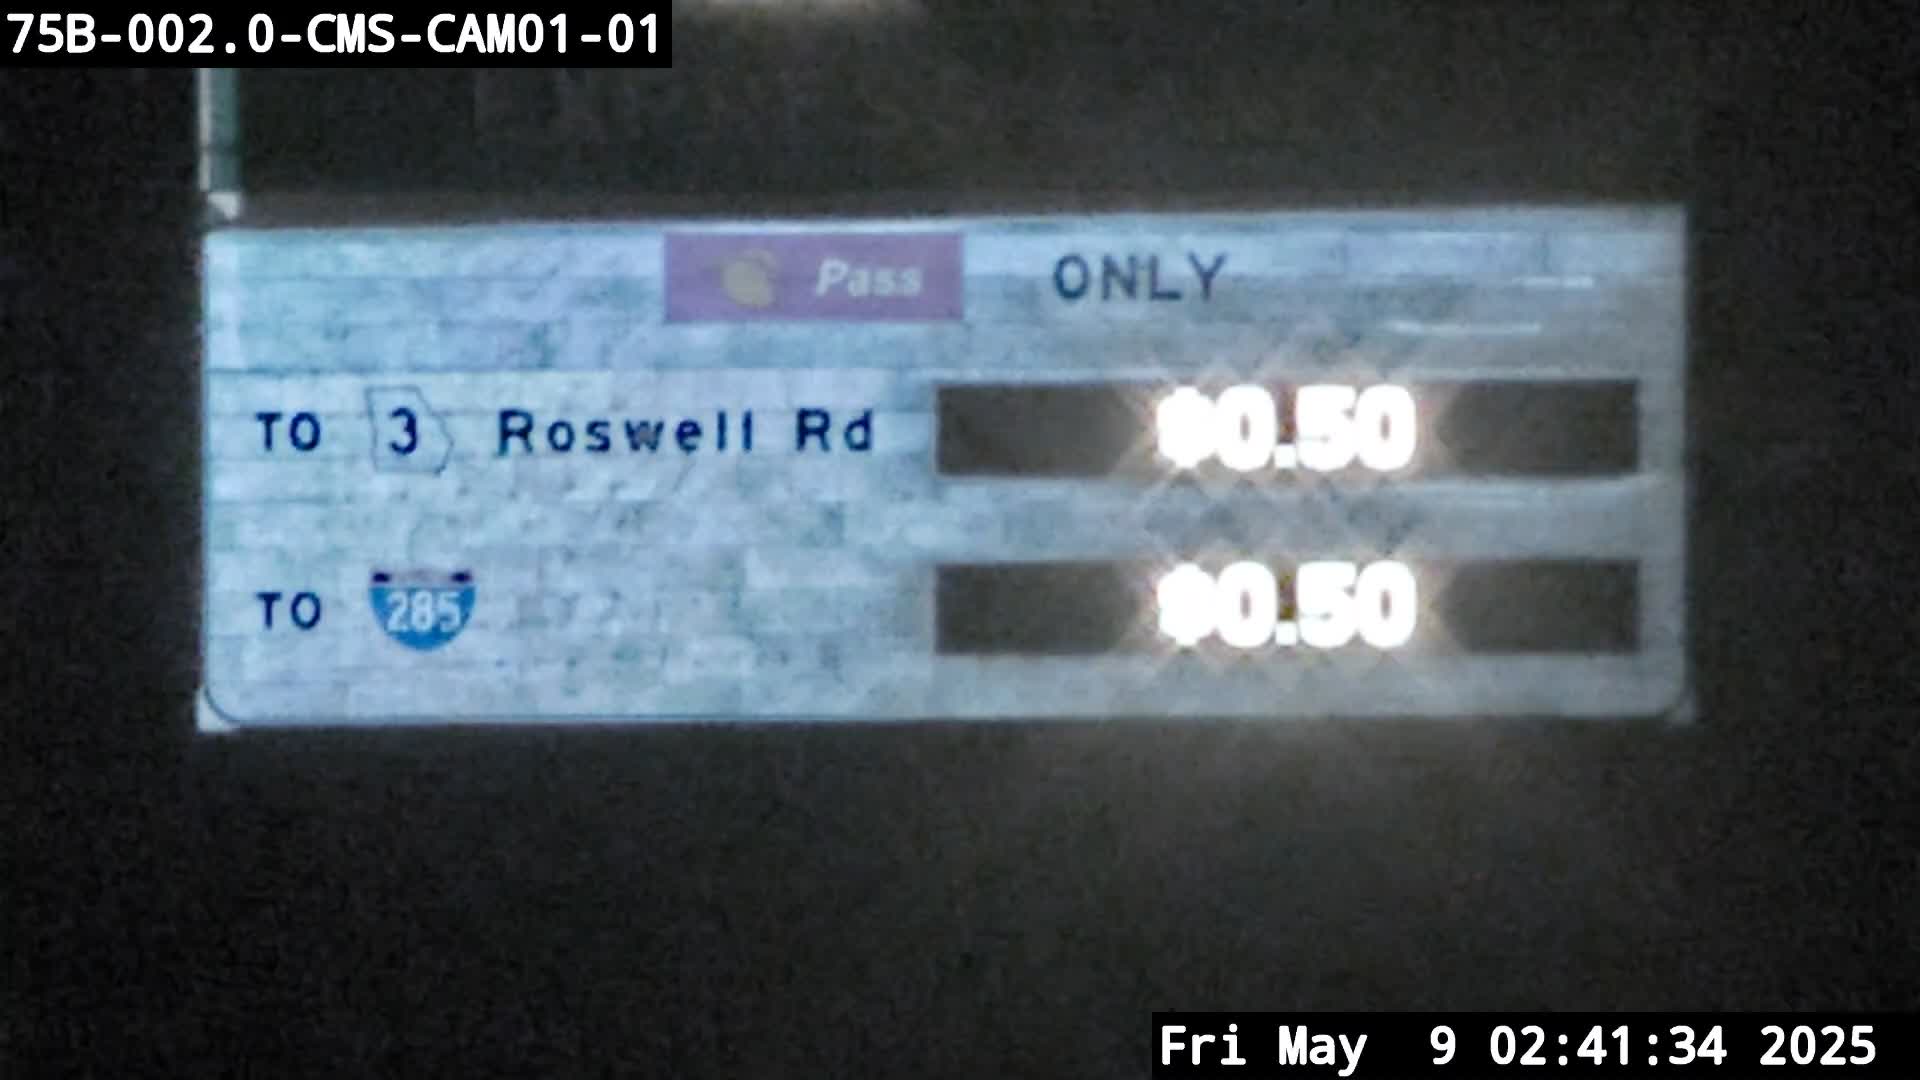 75B-002.0-CMS-CAM01-01
Pass ONLY
TO 3 Roswell Rd $0.50
TO 285 $0.50
Fri May 9 02:41:34 2025